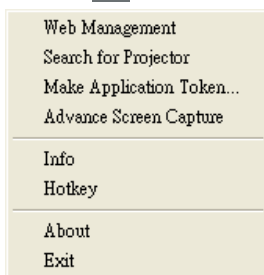 Web Management
Search for Projector
Make Application Token...
Advance Screen Capture
Info
Hotkey
About
Exit